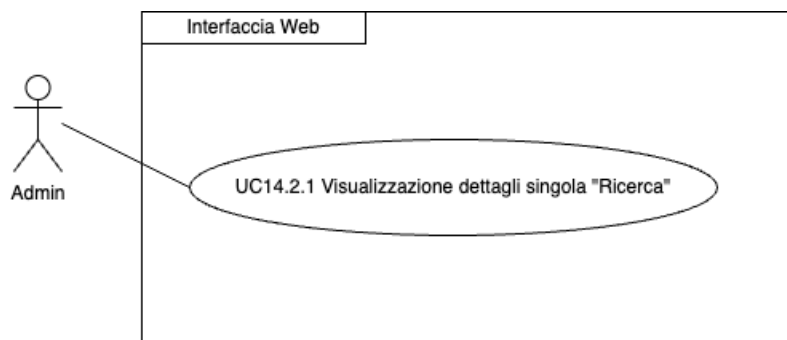 Interfaccia Web
Admin
UC14.2.1 Visualizzazione dettagli singola "Ricerca"